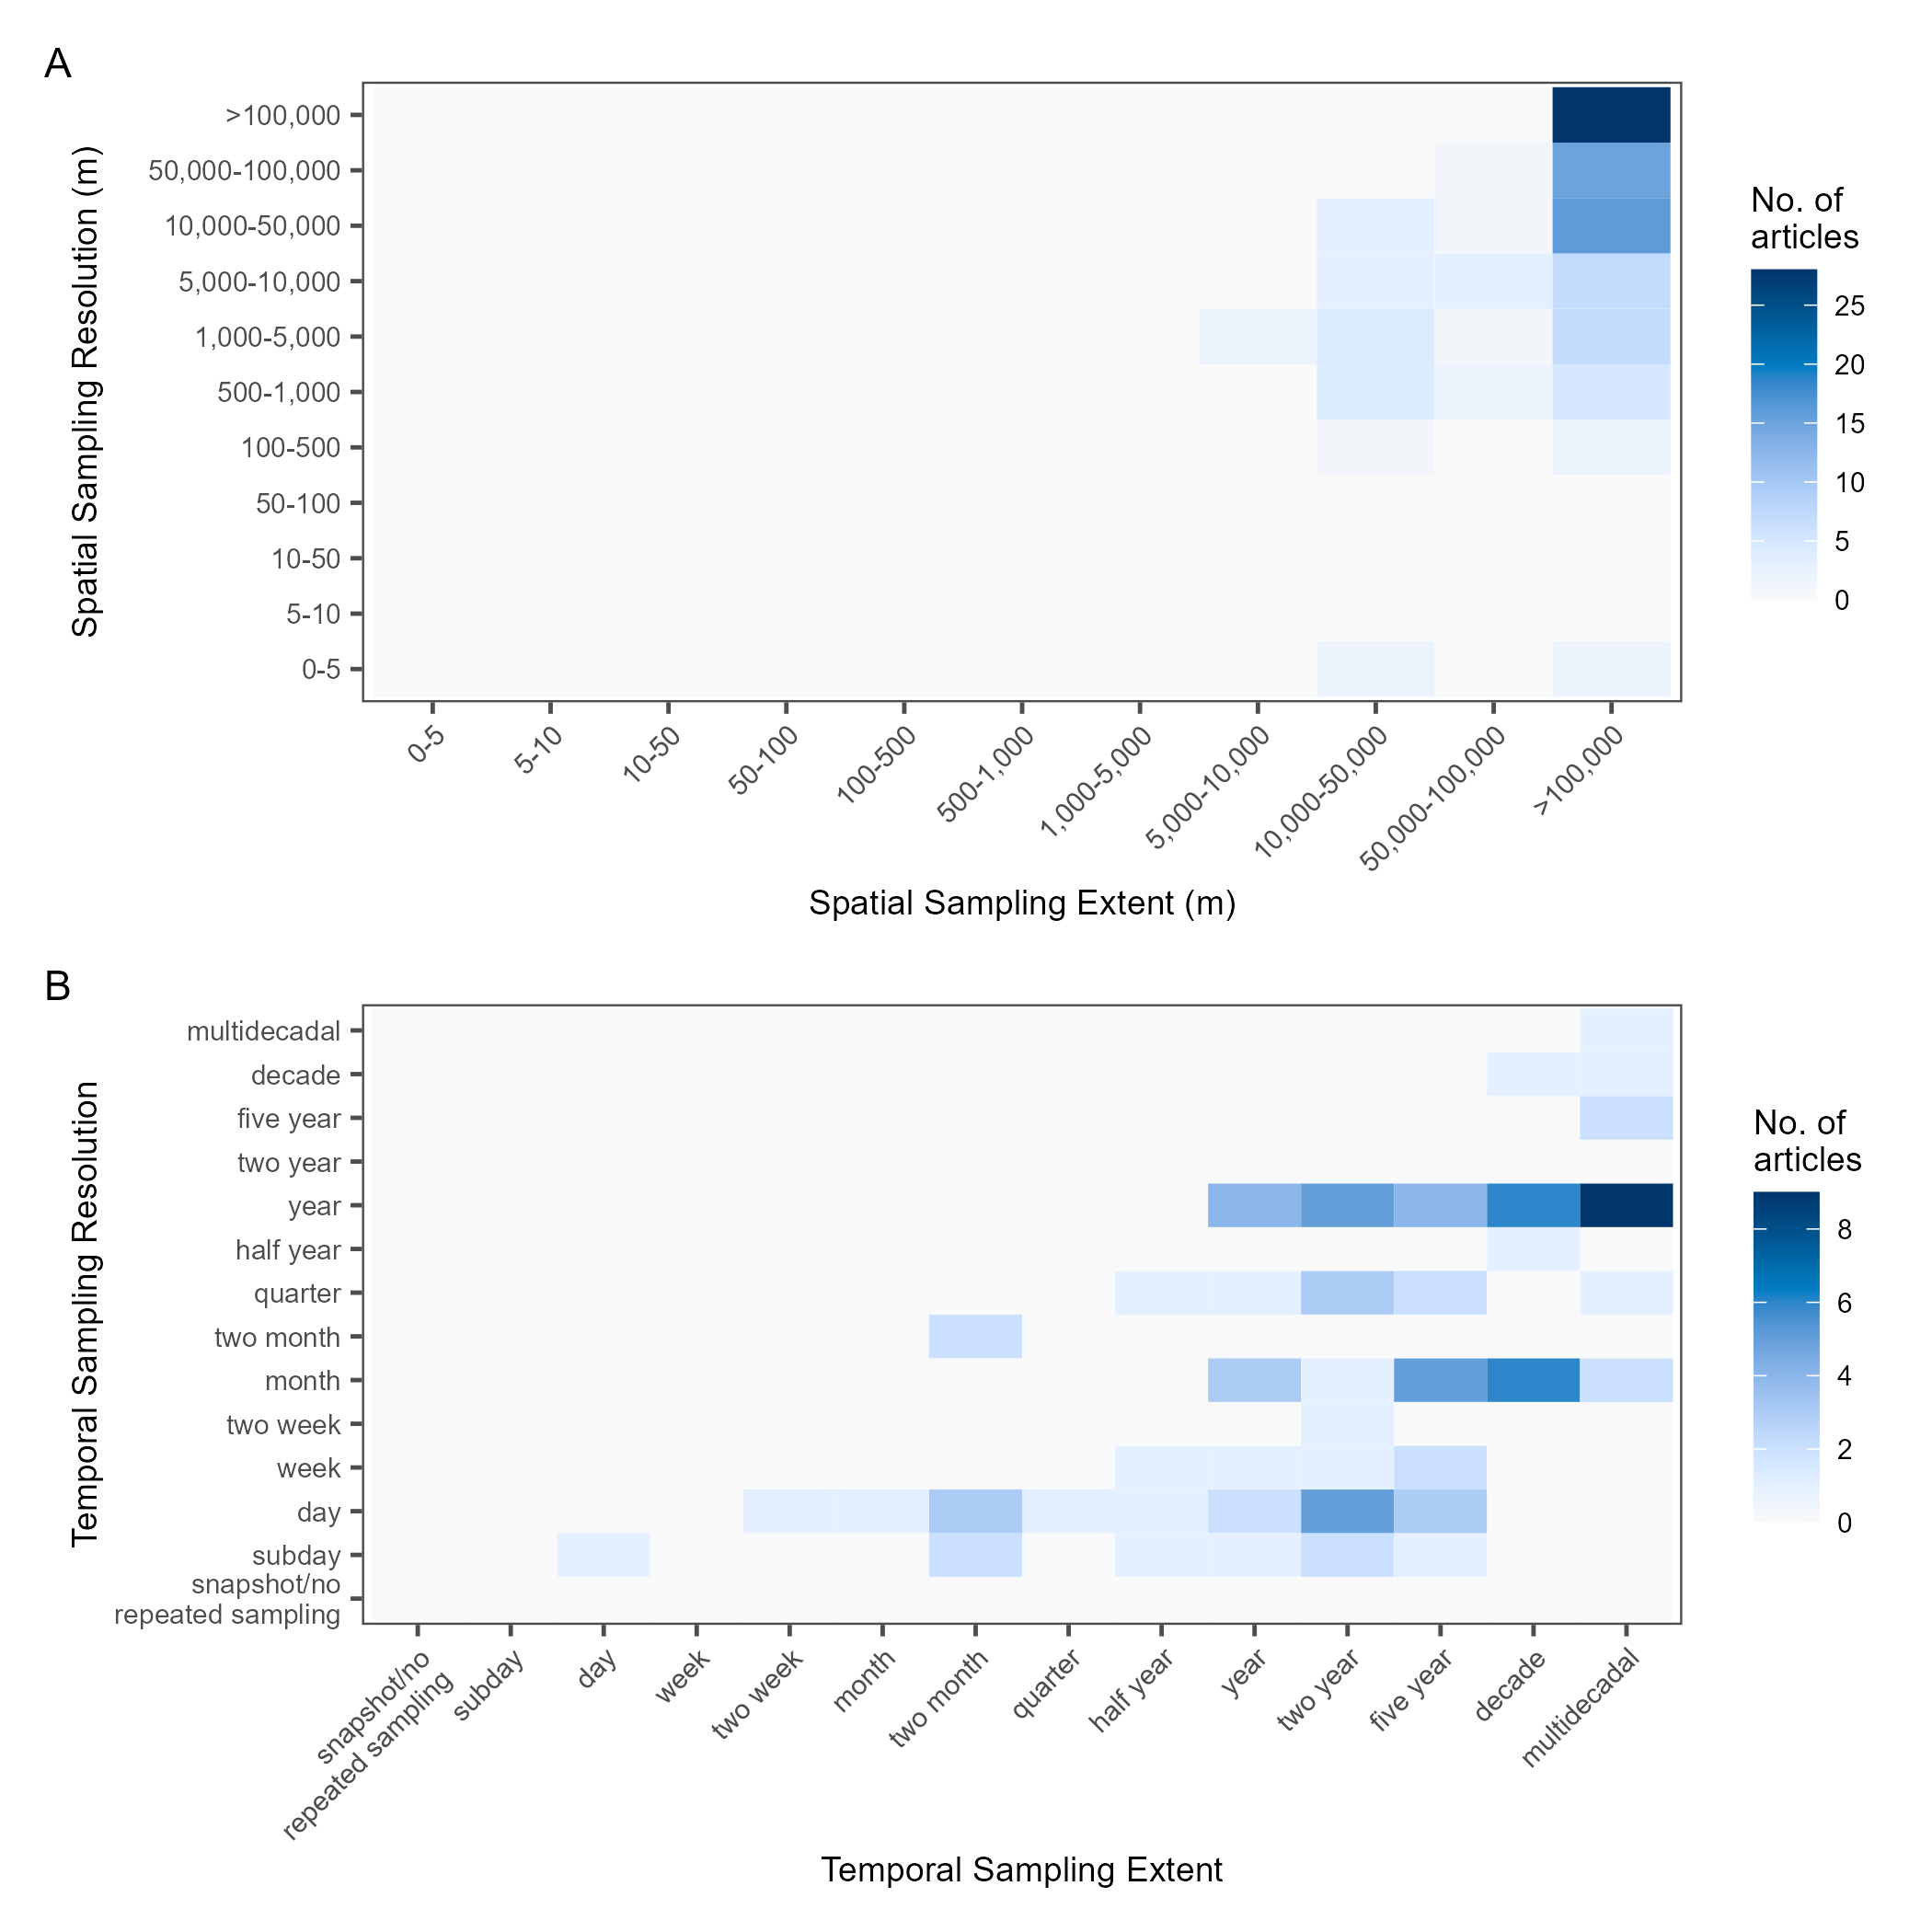 A
Spatial Sampling Resolution (m)
>100,000
50,000-100,000
10,000-50,000
5,000-10,000
1,000-5,000
500-1,000
100-500
50-100
10-50
5-10
0-5
0-5
5-10
10-50
50-100
100-500
500-1,000
1,000-5,000
5,000-10,000
10,000-50,000
50,000-100,000
>100,000
Spatial Sampling Extent (m)
No. of
articles
25
20
15
10
5
0
B
Temporal Sampling Resolution
multidecadal
decade
five year
two year
year
half year
quarter
two month
month
two week
week
day
subday
snapshot/no
repeated sampling
snapshot/no
repeated sampling
subday
day
week
two week
month
two month
quarter
half year
year
two year
five year
decade
multidecadal
Temporal Sampling Extent
No. of
articles
8
6
4
2
0